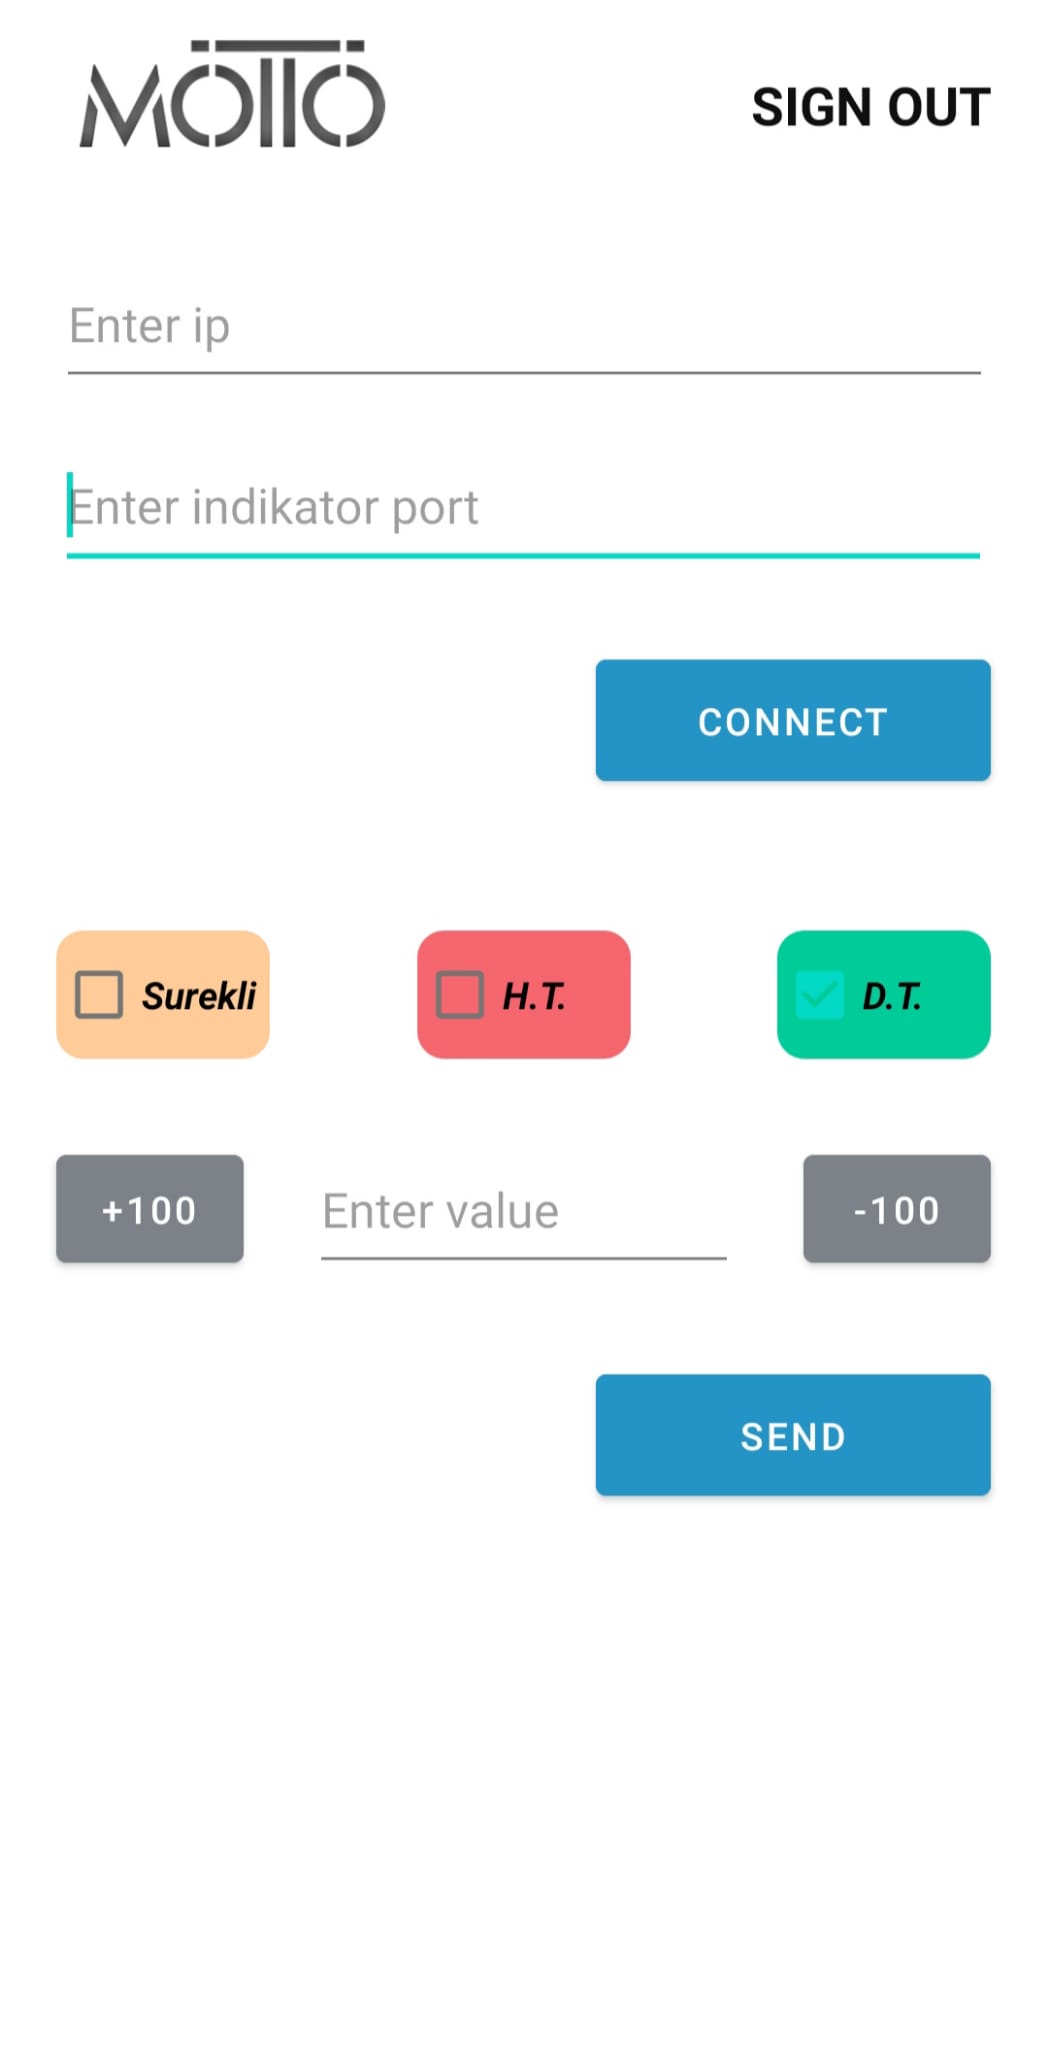 MÖTTÖ
SIGN OUT
Enter ip
Enter indikator port
CONNECT
Surekli
H.T.
D.T.
+100
Enter value
-100
SEND